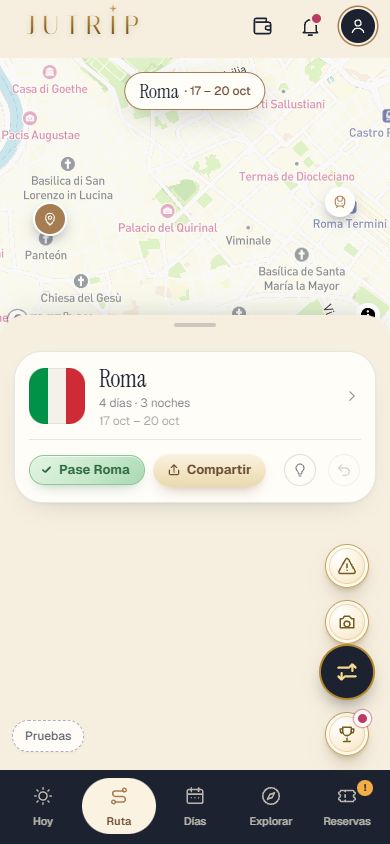 JUTRIP
Roma · 17 – 20 oct
Casa di Goethe
rti Sallustiani
Castro P
Pacis Augustae
Basilica di San
Lorenzo in Lucina
Termas de Diocleciano
Palacio del Quirinal
Roma Termini
Viminale
Panteón
Basílica de Santa
María la Mayor
Chiesa del Gesù
Roma
4 días · 3 noches
17 oct – 20 oct
Pase Roma
Compartir
Pruebas
!
Hoy
Ruta
Días
Explorar
Reservas